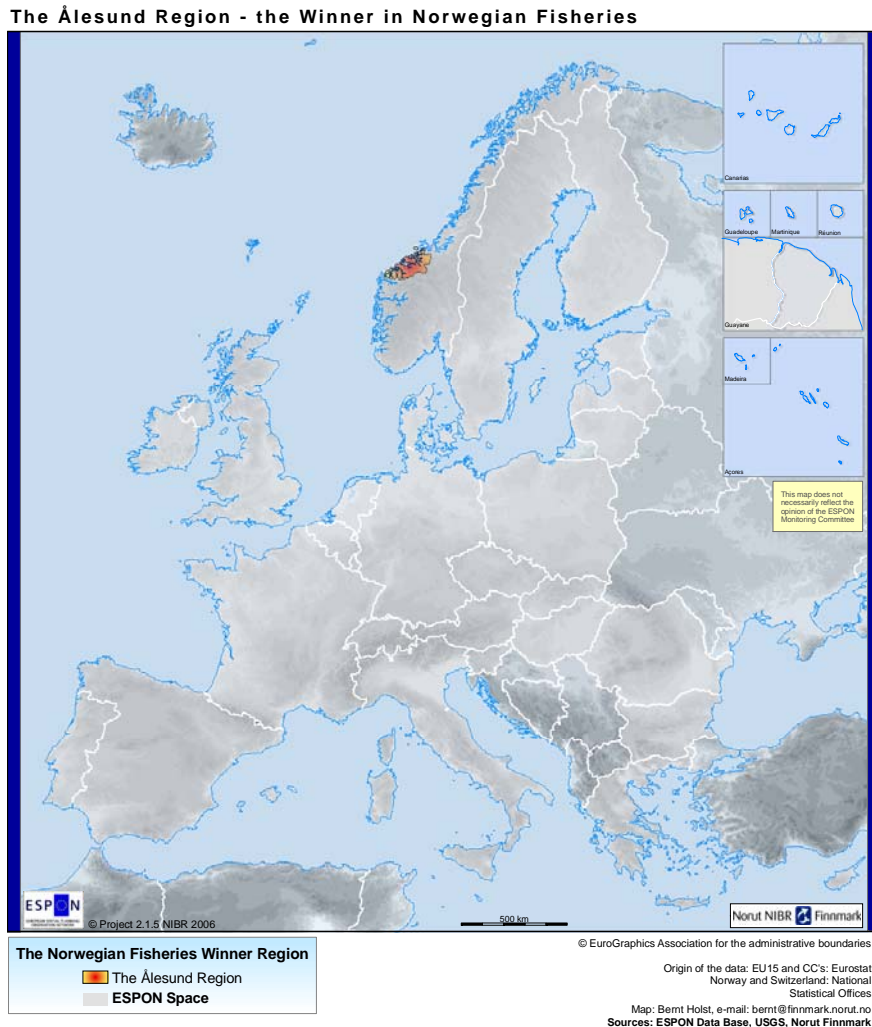 The Ålesund Region - the Winner in Norwegian Fisheries
Canarias
Guadeloupe
Martinique
Réunion
Guayane
Madeira
Açores
This map does not
necessarily reflect the
opinion of the ESPON
Monitoring Committee
ESPON
© Project 2.1.5 NIBR 2006
500 km
Norut NIBR Finnmark
© EuroGraphics Association for the administrative boundaries
The Norwegian Fisheries Winner Region
The Ålesund Region
ESPON Space
Origin of the data: EU15 and CC's: Eurostat
Norway and Switzerland: National
Statistical Offices
Map: Bernt Holst, e-mail: bernt@finnmark.norut.no
Sources: ESPON Data Base, USGS, Norut Finnmark